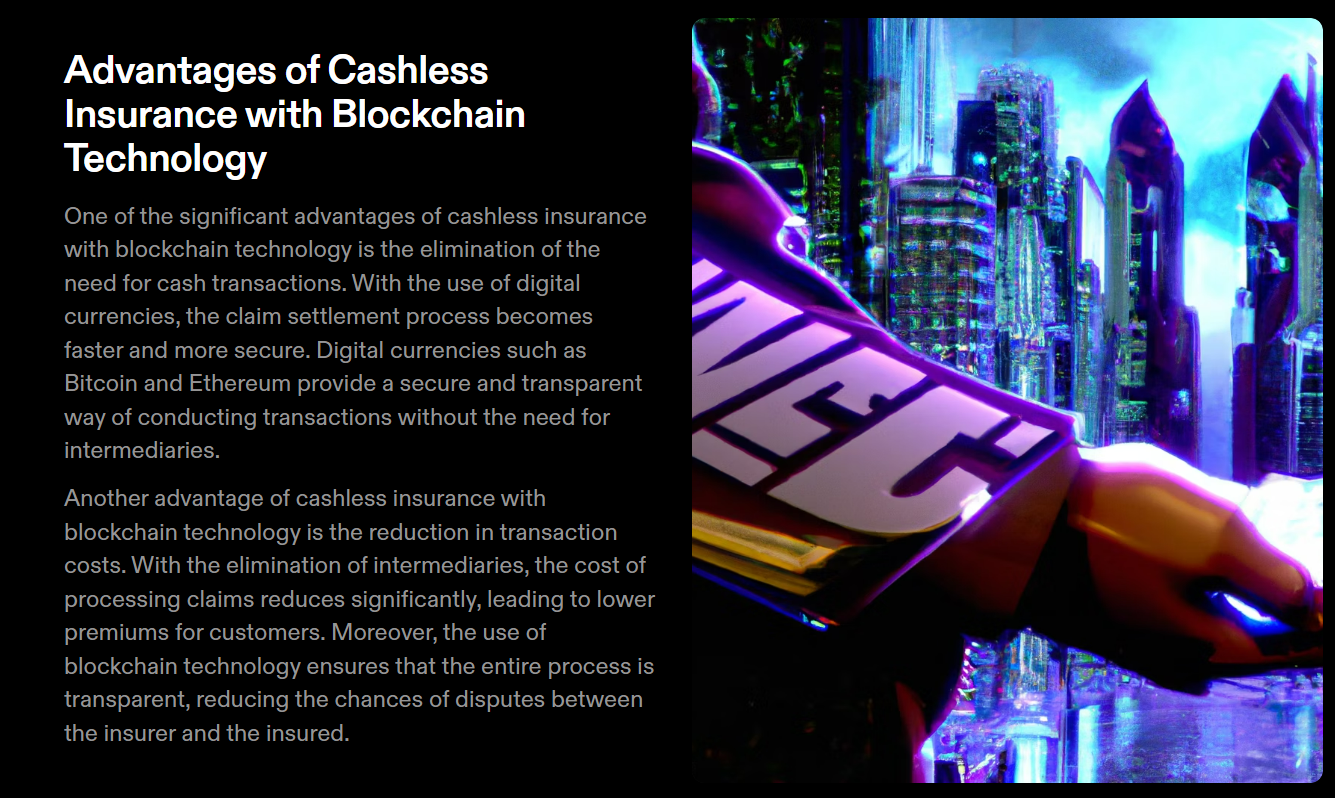 Advantages of Cashless
Insurance with Blockchain
Technology
One of the significant advantages of cashless insurance
with blockchain technology is the elimination of the
need for cash transactions. With the use of digital
currencies, the claim settlement process becomes
faster and more secure. Digital currencies such as
Bitcoin and Ethereum provide a secure and transparent
way of conducting transactions without the need for
intermediaries.
Another advantage of cashless insurance with
blockchain technology is the reduction in transaction
costs. With the elimination of intermediaries, the cost of
processing claims reduces significantly, leading to lower
premiums for customers. Moreover, the use of
blockchain technology ensures that the entire process is
transparent, reducing the chances of disputes between
the insurer and the insured.